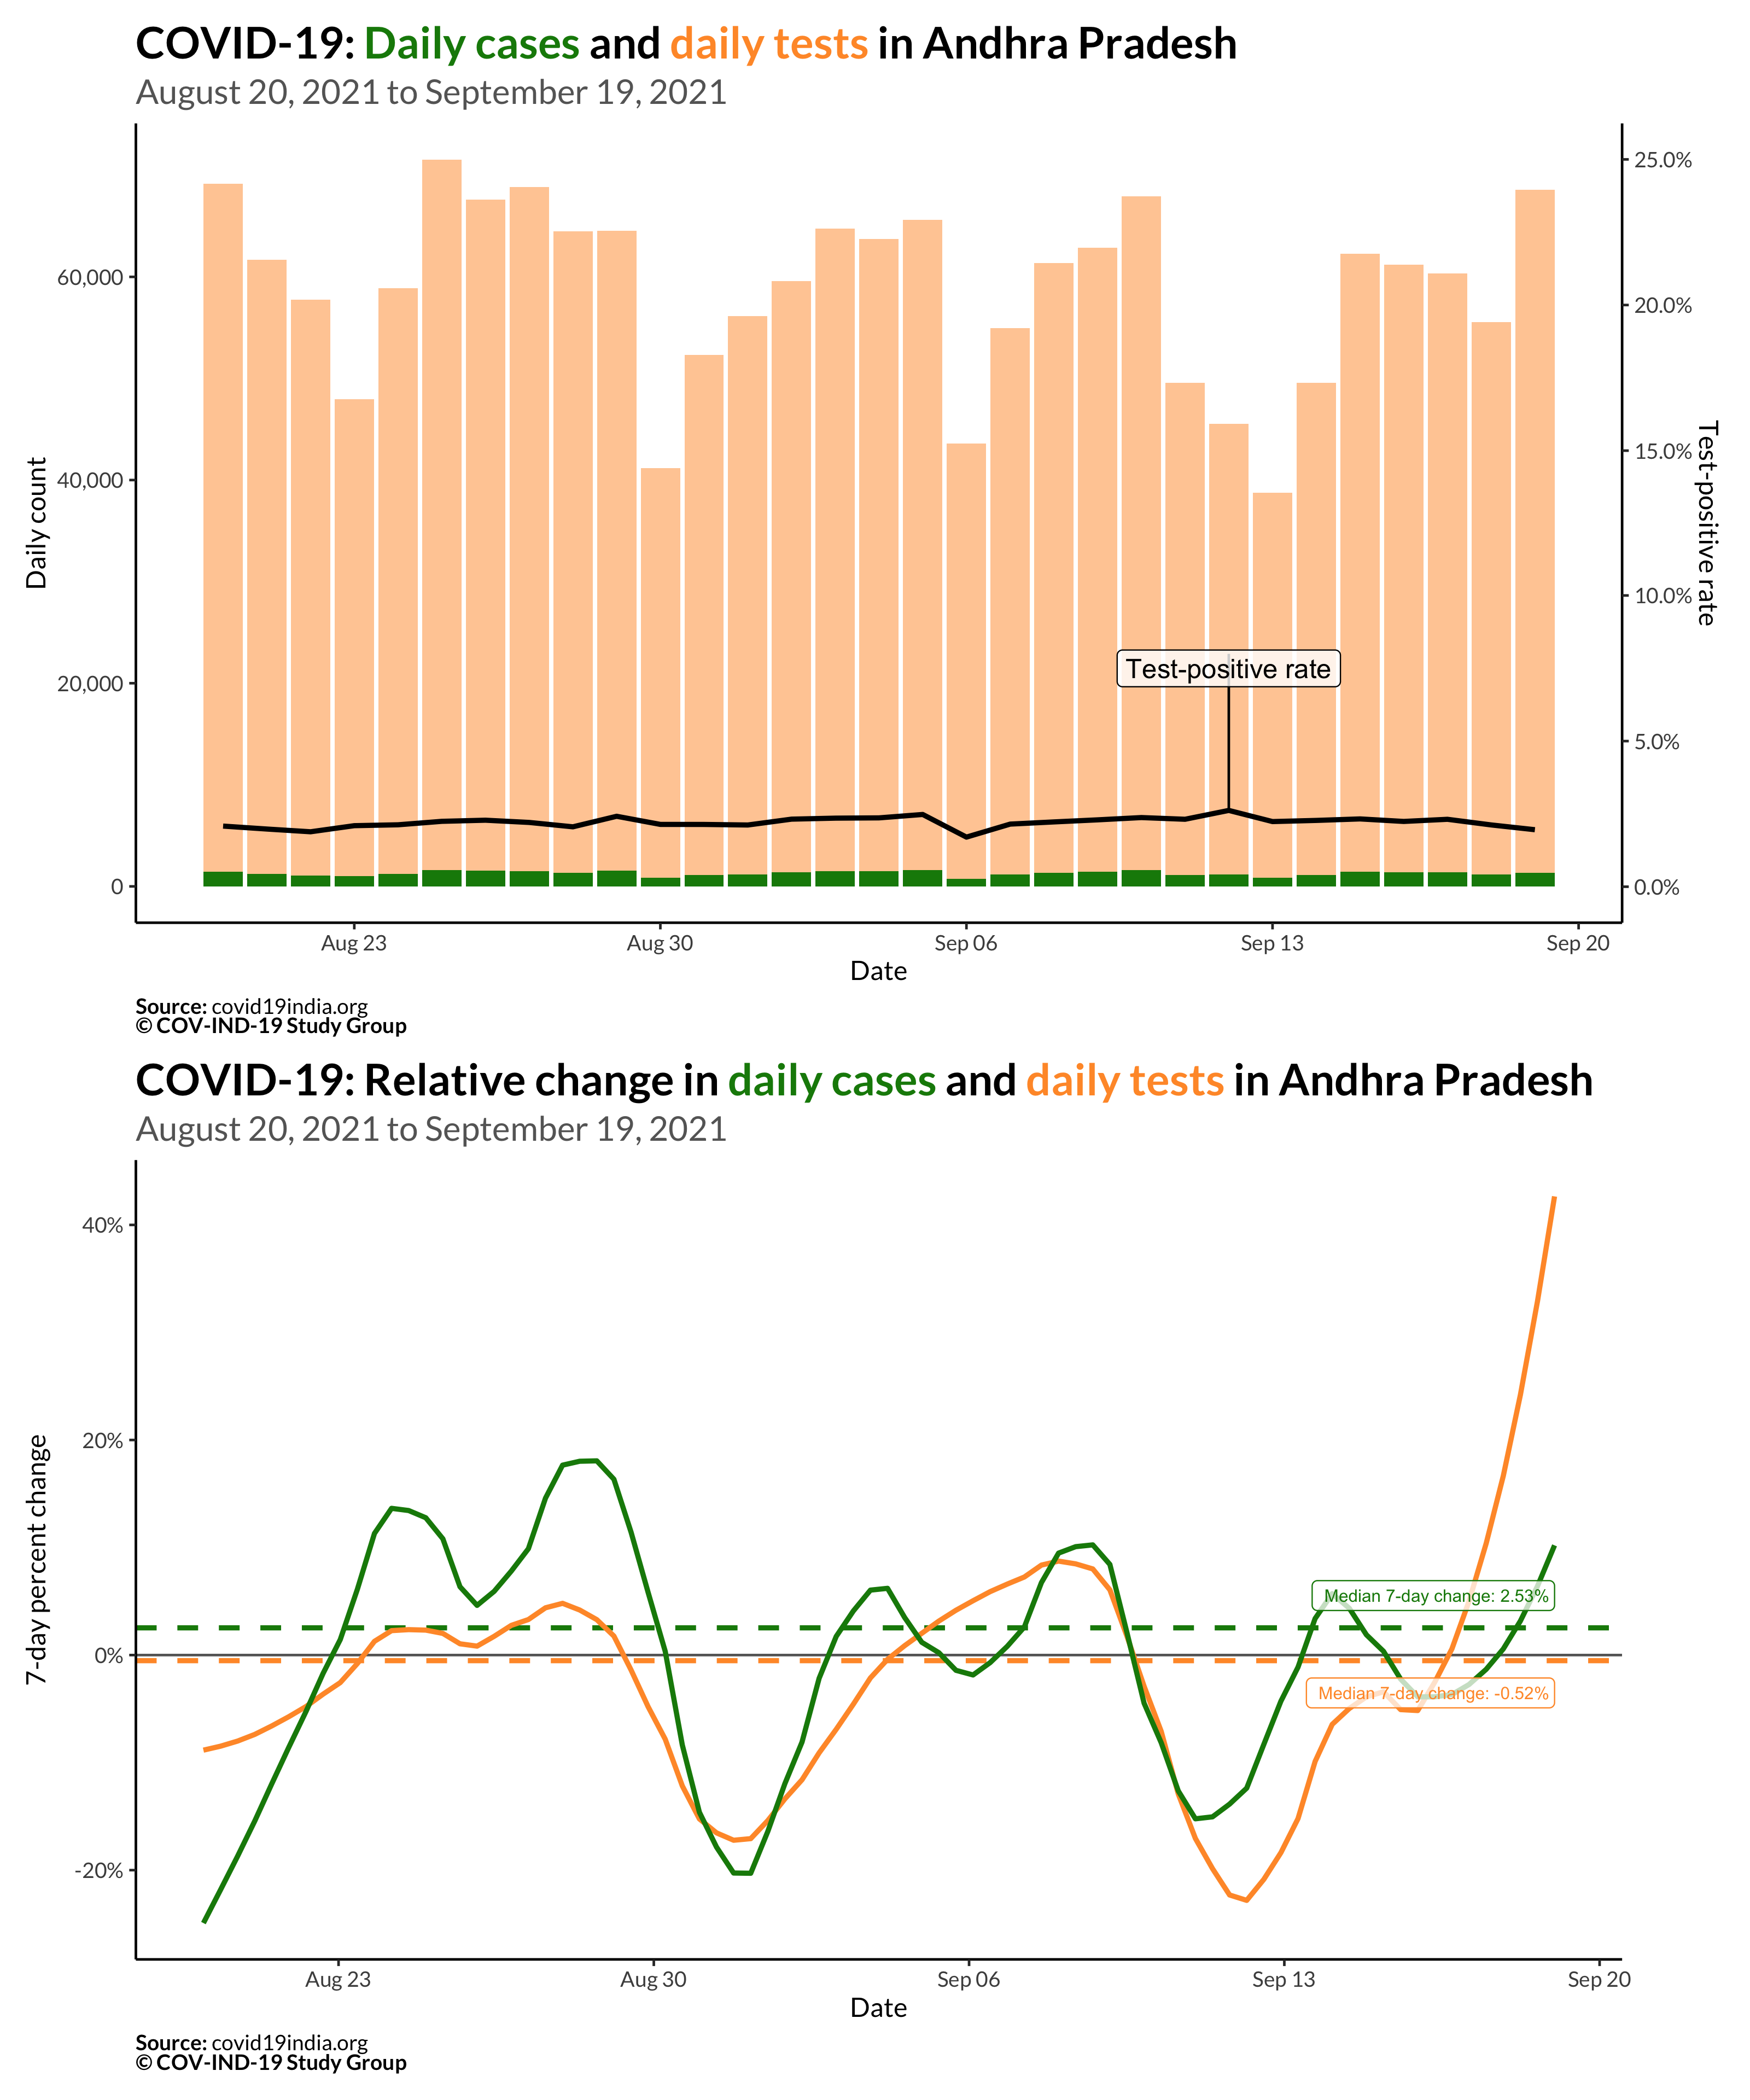 COVID-19: Daily cases and daily tests in Andhra Pradesh
August 20, 2021 to September 19, 2021
Daily count
60,000
40,000
20,000
0
25.0%
20.0%
15.0%
10.0%
5.0%
0.0%
Test-positive rate
Test-positive rate
Aug 23
Aug 30
Sep 06
Sep 13
Sep 20
Date
Source: covid19india.org
© COV-IND-19 Study Group
COVID-19: Relative change in daily cases and daily tests in Andhra Pradesh
August 20, 2021 to September 19, 2021
7-day percent change
40%
20%
0%
-20%
Median 7-day change: 2.53%
Median 7-day change: -0.52%
Aug 23
Aug 30
Sep 06
Sep 13
Sep 20
Date
Source: covid19india.org
© COV-IND-19 Study Group